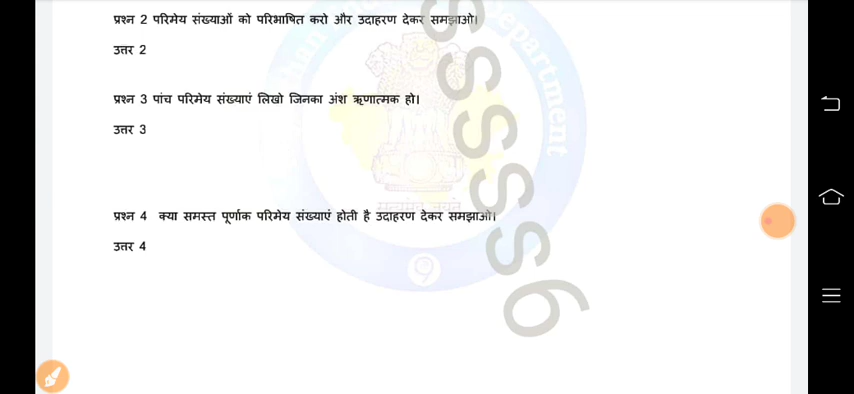 प्रश्न 2 परिमेय संख्याओं को परिभाषित करो और उदाहरण देकर समझाओ।
उत्तर 2
प्रश्न 3 पांच परिमेय संख्याएं लिखो जिनका अंश ऋणात्मक हो।
उत्तर 3
प्रश्न 4 क्या समस्त पूर्णाक परिमेय संख्याएं होती है उदाहरण देकर समझाओ।
उत्तर 4